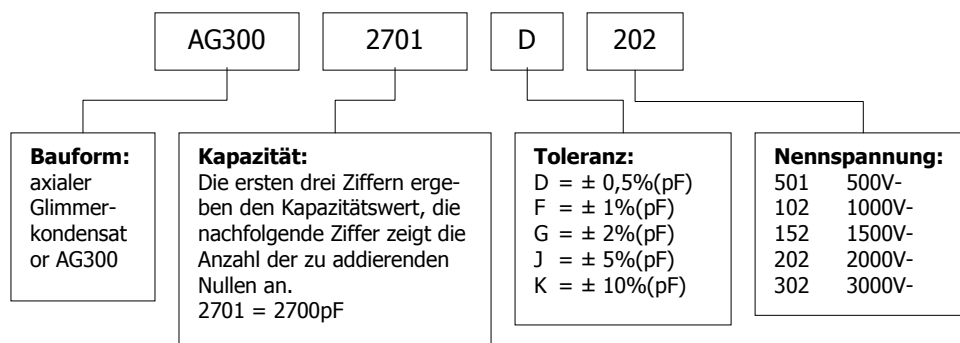 AG300 2701 D 202
Bauform:
axialer
Glimmer-
kondensat
or AG300
Kapazität:
Die ersten drei Ziffern erge-
ben den Kapazitätswert, die
nachfolgende Ziffer zeigt die
Anzahl der zu addierenden
Nullen an.
2701 = 2700pF
Toleranz:
D = ± 0,5%(pF)
F = ± 1%(pF)
G = ± 2%(pF)
J = ± 5%(pF)
K = ± 10%(pF)
Nennspannung:
501 500V-
102 1000V-
152 1500V-
202 2000V-
302 3000V-